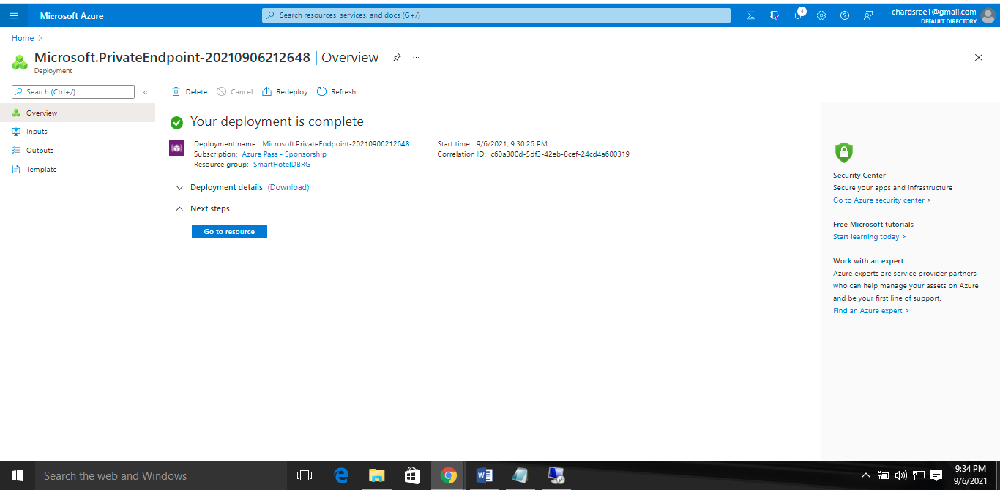 Microsoft Azure
Search resources, services, and docs (G+/)
4
chardsree1@gmail.com
DEFAULT DIRECTORY
Home >
Microsoft.PrivateEndpoint-20210906212648 | Overview
...
Deployment
Search (Ctrl+/)
«
Delete
Cancel
Redeploy
Refresh
Overview
Inputs
Outputs
Template
Your deployment is complete
Deployment name: Microsoft.PrivateEndpoint-20210906212648
Subscription: Azure Pass - Sponsorship
Resource group: SmartHotelDBRG
Start time: 9/6/2021, 9:30:26 PM
Correlation ID: c60a300d-5df3-42eb-8cef-24cd4a600319
Deployment details (Download)
Next steps
Go to resource
Security Center
Secure your apps and infrastructure
Go to Azure security center >
Free Microsoft tutorials
Start learning today >
Work with an expert
Azure experts are service provider partners
who can help manage your assets on Azure
and be your first line of support.
Find an Azure expert >
Search the web and Windows
9:34 PM
9/6/2021